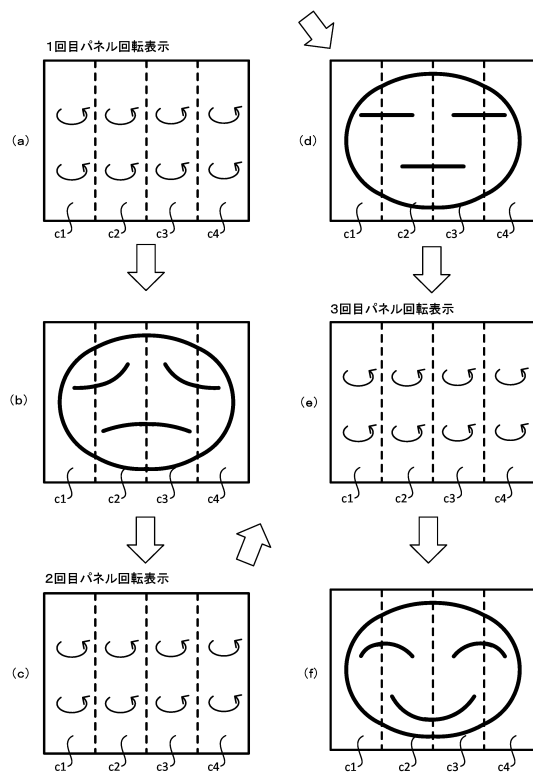 1回目パネル回転表示
(a)
c1 c2 c3 c4
(b)
c1 c2 c3 c4
2回目パネル回転表示
(c)
c1 c2 c3 c4
(d)
c1 c2 c3 c4
3回目パネル回転表示
(e)
c1 c2 c3 c4
(f)
c1 c2 c3 c4